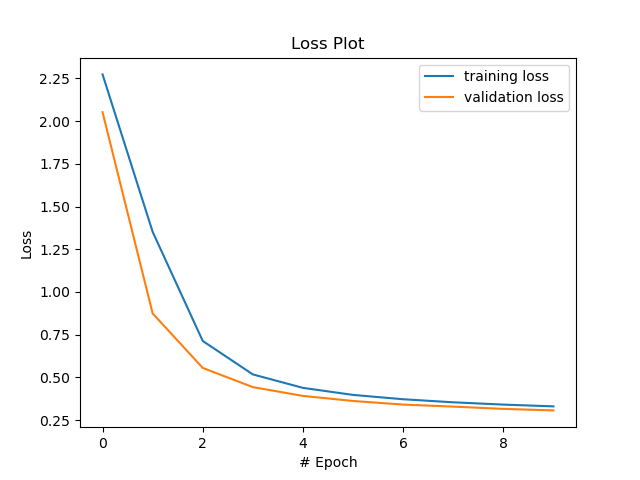 Loss Plot
training loss
validation loss
2.25
2.00
1.75
1.50
1.25
1.00
0.75
0.50
0.25
Loss
0 2 4 6 8
# Epoch